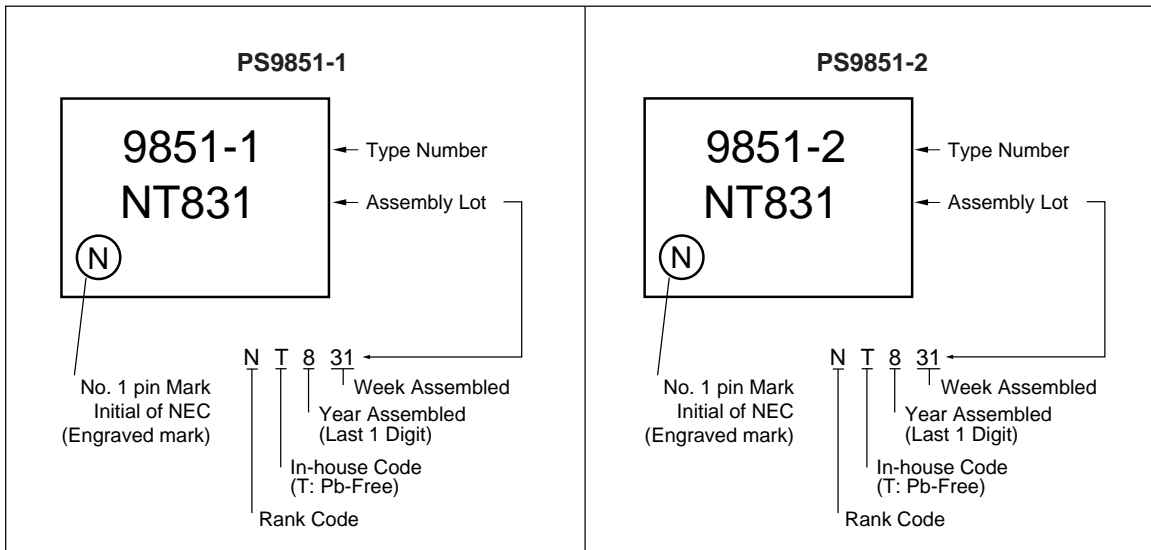 PS9851-1
9851-1
Type Number
NT831
Assembly Lot
N
N T 8 31
No. 1 pin Mark
Initial of NEC
(Engraved mark)
Week Assembled
Year Assembled
(Last 1 Digit)
In-house Code
(T: Pb-Free)
Rank Code
PS9851-2
9851-2
Type Number
NT831
Assembly Lot
N
N T 8 31
No. 1 pin Mark
Initial of NEC
(Engraved mark)
Week Assembled
Year Assembled
(Last 1 Digit)
In-house Code
(T: Pb-Free)
Rank Code